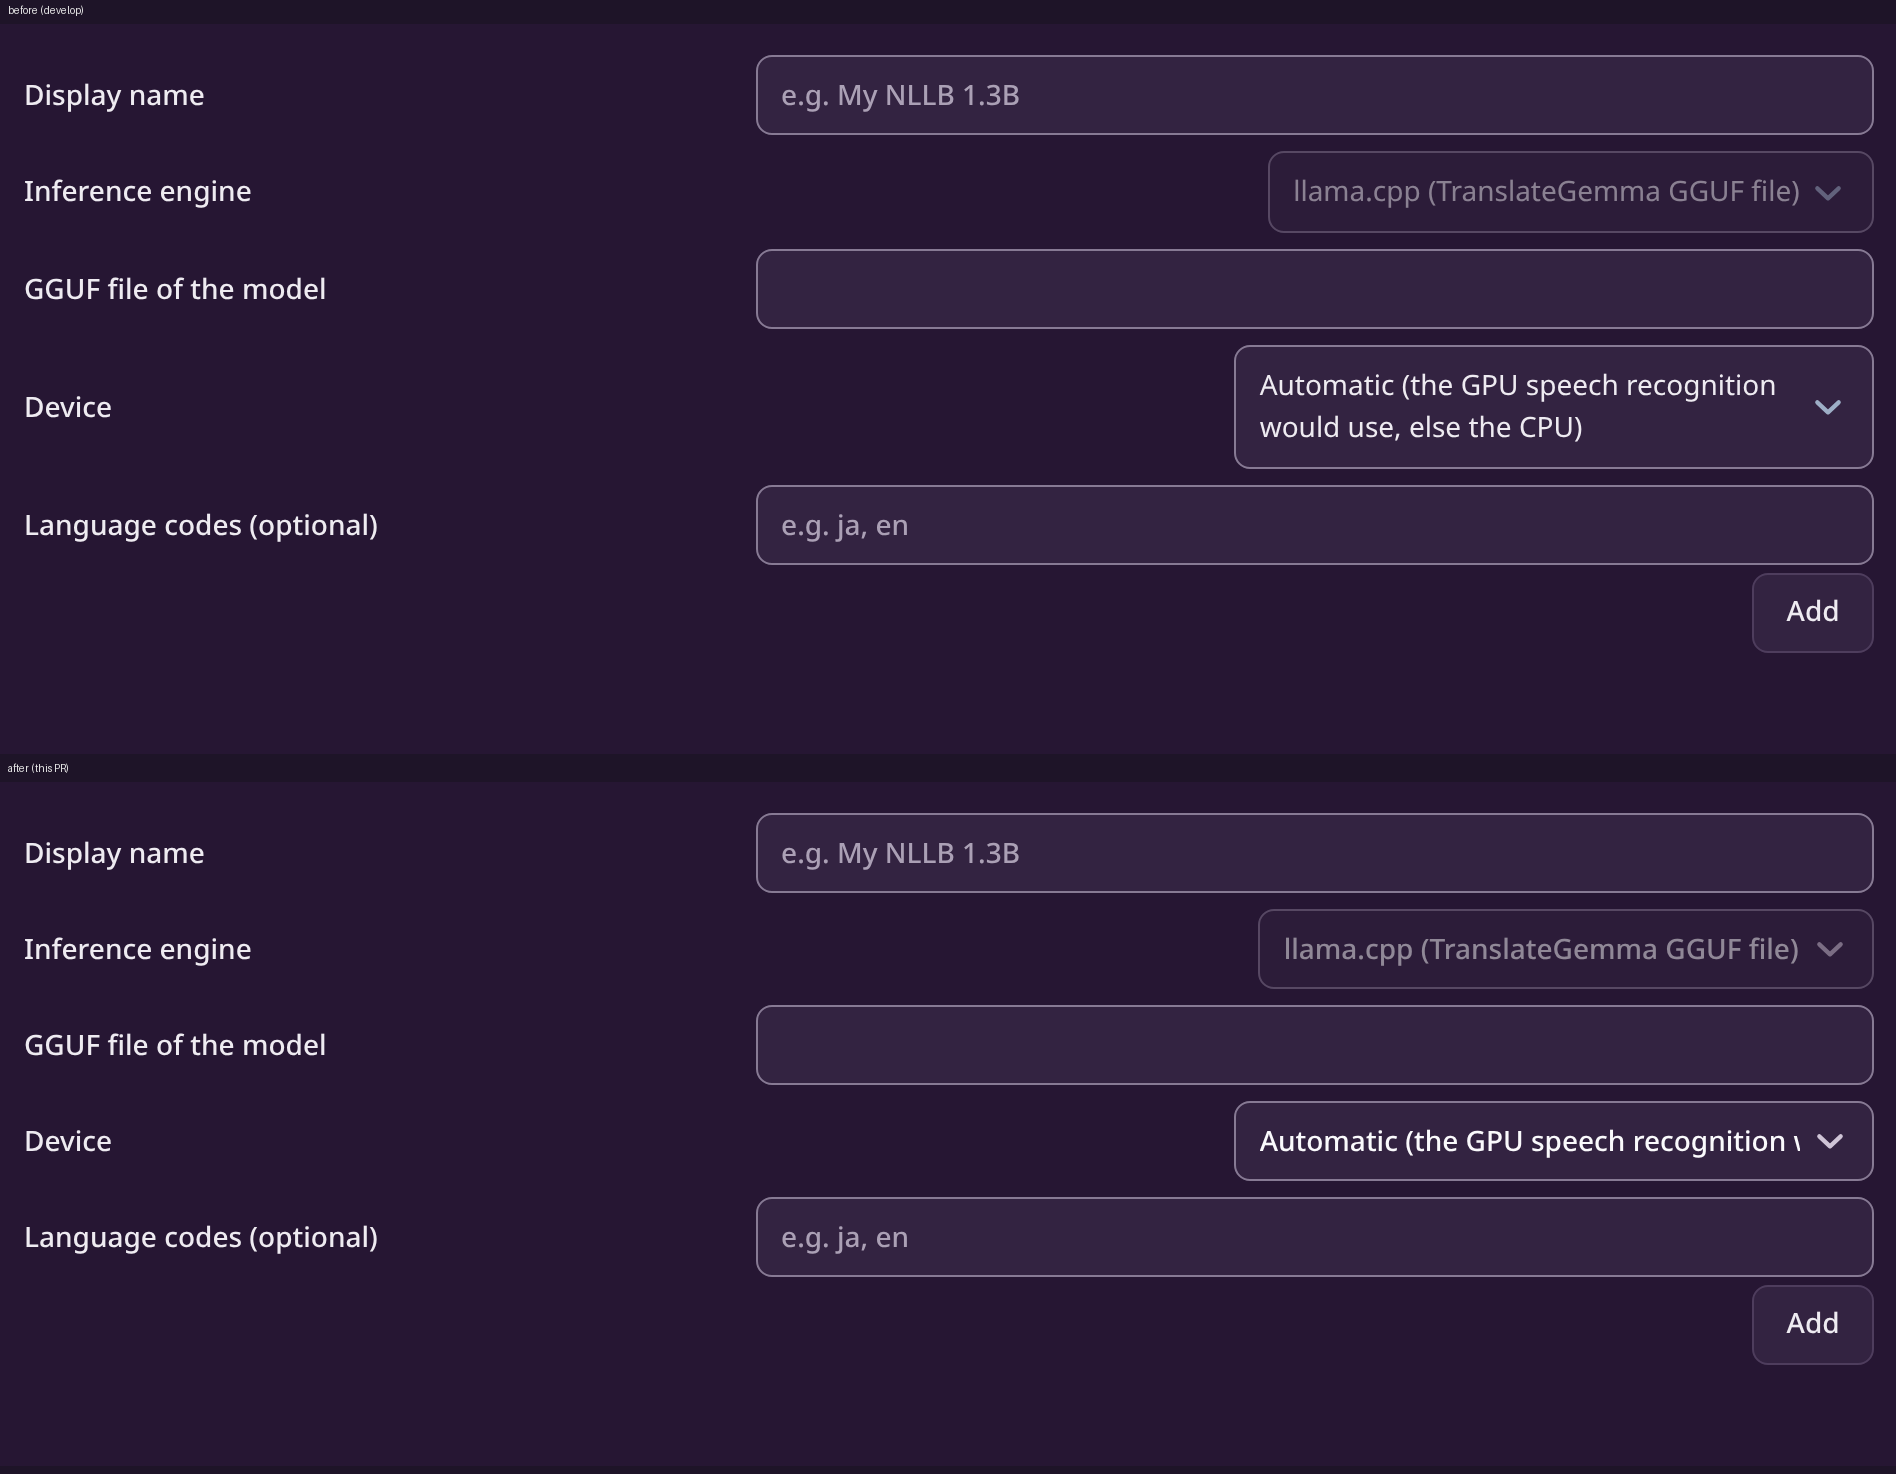 before (develop)
Display name
e.g. My NLLB 1.3B
Inference engine
llama.cpp (TranslateGemma GGUF file)
GGUF file of the model
Device
Automatic (the GPU speech recognition
would use, else the CPU)
Language codes (optional)
e.g. ja, en
Add
after (this PR)
Display name
e.g. My NLLB 1.3B
Inference engine
llama.cpp (TranslateGemma GGUF file)
GGUF file of the model
Device
Automatic (the GPU speech recognition
Language codes (optional)
e.g. ja, en
Add